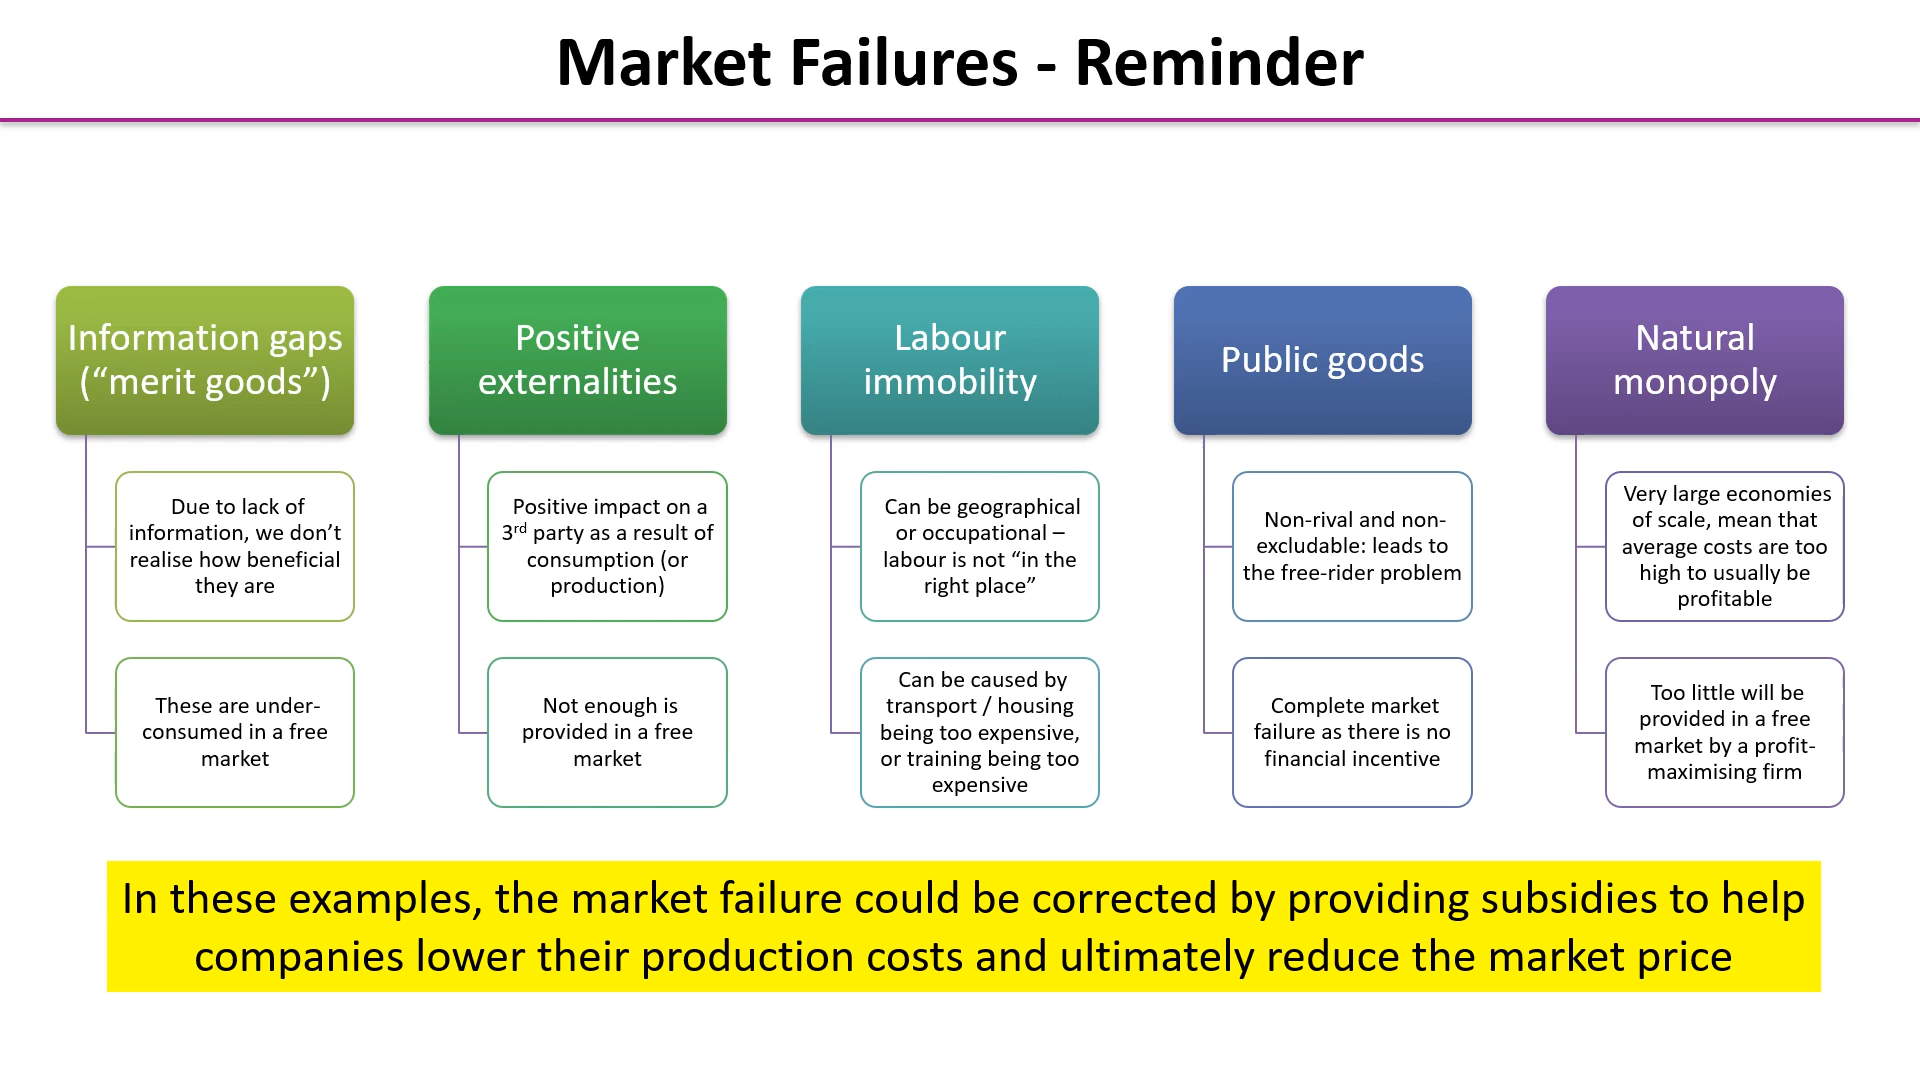 Market Failures - Reminder
Information gaps
(“merit goods”)
Due to lack of
information, we don’t
realise how beneficial
they are
These are under-
consumed in a free
market
Positive
externalities
Positive impact on a
3rd party as a result of
consumption (or
production)
Not enough is
provided in a free
market
Labour
immobility
Can be geographical
or occupational –
labour is not “in the
right place”
Can be caused by
transport / housing
being too expensive,
or training being too
expensive
Public goods
Non-rival and non-
excludable: leads to
the free-rider problem
Complete market
failure as there is no
financial incentive
Natural
monopoly
Very large economies
of scale, mean that
average costs are too
high to usually be
profitable
Too little will be
provided in a free
market by a profit-
maximising firm
In these examples, the market failure could be corrected by providing subsidies to help
companies lower their production costs and ultimately reduce the market price